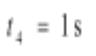 t₄ = 1 s